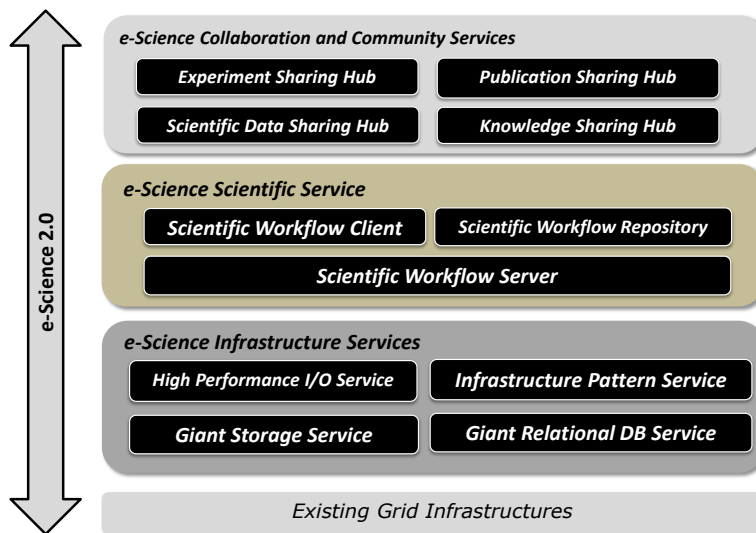 e-Science Collaboration and Community Services
Experiment Sharing Hub
Publication Sharing Hub
Scientific Data Sharing Hub
Knowledge Sharing Hub
e-Science 2.0
e-Science Scientific Service
Scientific Workflow Client
Scientific Workflow Repository
Scientific Workflow Server
e-Science Infrastructure Services
High Performance I/O Service
Infrastructure Pattern Service
Giant Storage Service
Giant Relational DB Service
Existing Grid Infrastructures